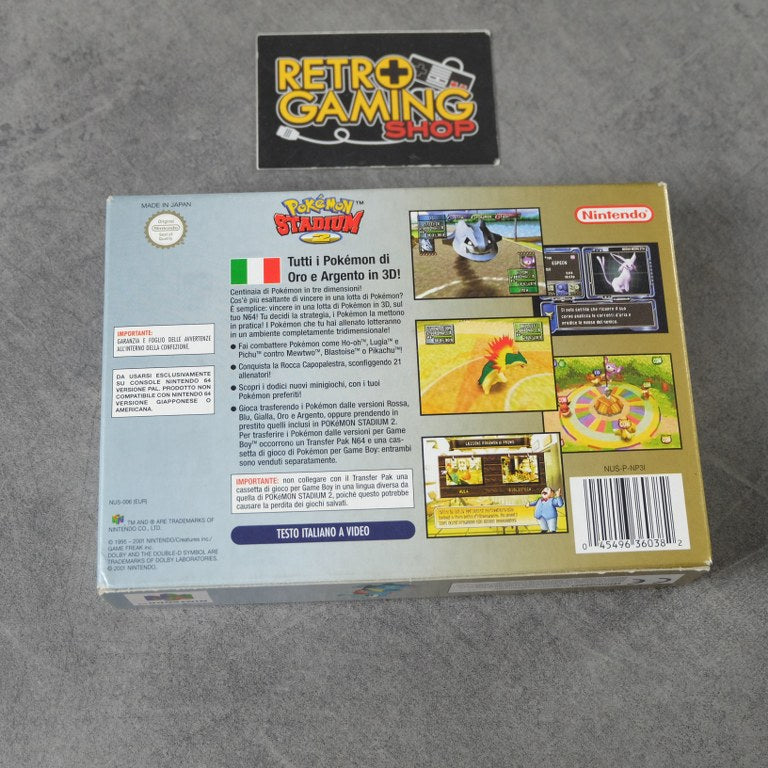 RETRO
GAMING
SHOP
MADE IN JAPAN
Original
Nintendo
Seal of
Quality
POKéMON™
STADIUM
2
Nintendo®
Tutti i Pokémon di
Oro e Argento in 3D!
Centinaia di Pokémon in tre dimensioni!
Cos'è più esaltante di vincere in una lotta di Pokémon?
È semplice: vincere in una lotta di Pokémon in 3D, sul
tuo N64! Tu decidi la strategia, i Pokémon la mettono
in pratica! I Pokémon che tu hai allenato lotteranno
in un ambiente completamente tridimensionale!
● Fai combattere Pokémon come Ho-oh™, Lugia™ e
Pichu™ contro Mewtwo™, Blastoise™ o Pikachu™!
● Conquista la Rocca Capopalestra, sconfiggendo 21
allenatori!
● Scopri i dodici nuovi minigiochi, con i tuoi
Pokémon preferiti!
● Gioca trasferendo i Pokémon dalle versioni Rossa,
Blu, Gialla, Oro e Argento, oppure prendendo in
prestito quelli inclusi in POKéMON STADIUM 2.
Per trasferire i Pokémon dalle versioni per Game
Boy™ occorrono un Transfer Pak N64 e una cas-
setta di gioco per Pokémon per Game Boy: entrambi
sono venduti separatamente.
IMPORTANTE: non collegare con il Transfer Pak una
cassetta di gioco per Game Boy in una lingua diversa da
quella di POKéMON STADIUM 2, poiché questo potrebbe
causare la perdita dei giochi salvati.
TESTO ITALIANO A VIDEO
IMPORTANTE:
GARANZIA E FOGLIO DELLE AVVERTENZE
ALL'INTERNO DELLA CONFEZIONE.
DA USARSI ESCLUSIVAMENTE
SU CONSOLE NINTENDO 64
VERSIONE PAL. PRODOTTO NON
COMPATIBILE CON NINTENDO 64
VERSIONE GIAPPONESE O
AMERICANA.
NUS-006 (EUR)
TM AND ® ARE TRADEMARKS OF
NINTENDO CO., LTD.
© 1995 - 2001 NINTENDO/Creatures inc./
GAME FREAK inc.
DOLBY AND THE DOUBLE-D SYMBOL ARE
TRADEMARKS OF DOLBY LABORATORIES.
© 2001 NINTENDO.
ESPEON
AULA
BIBLIOTECA
NUS-P-NP3I
0 45496 36038 2